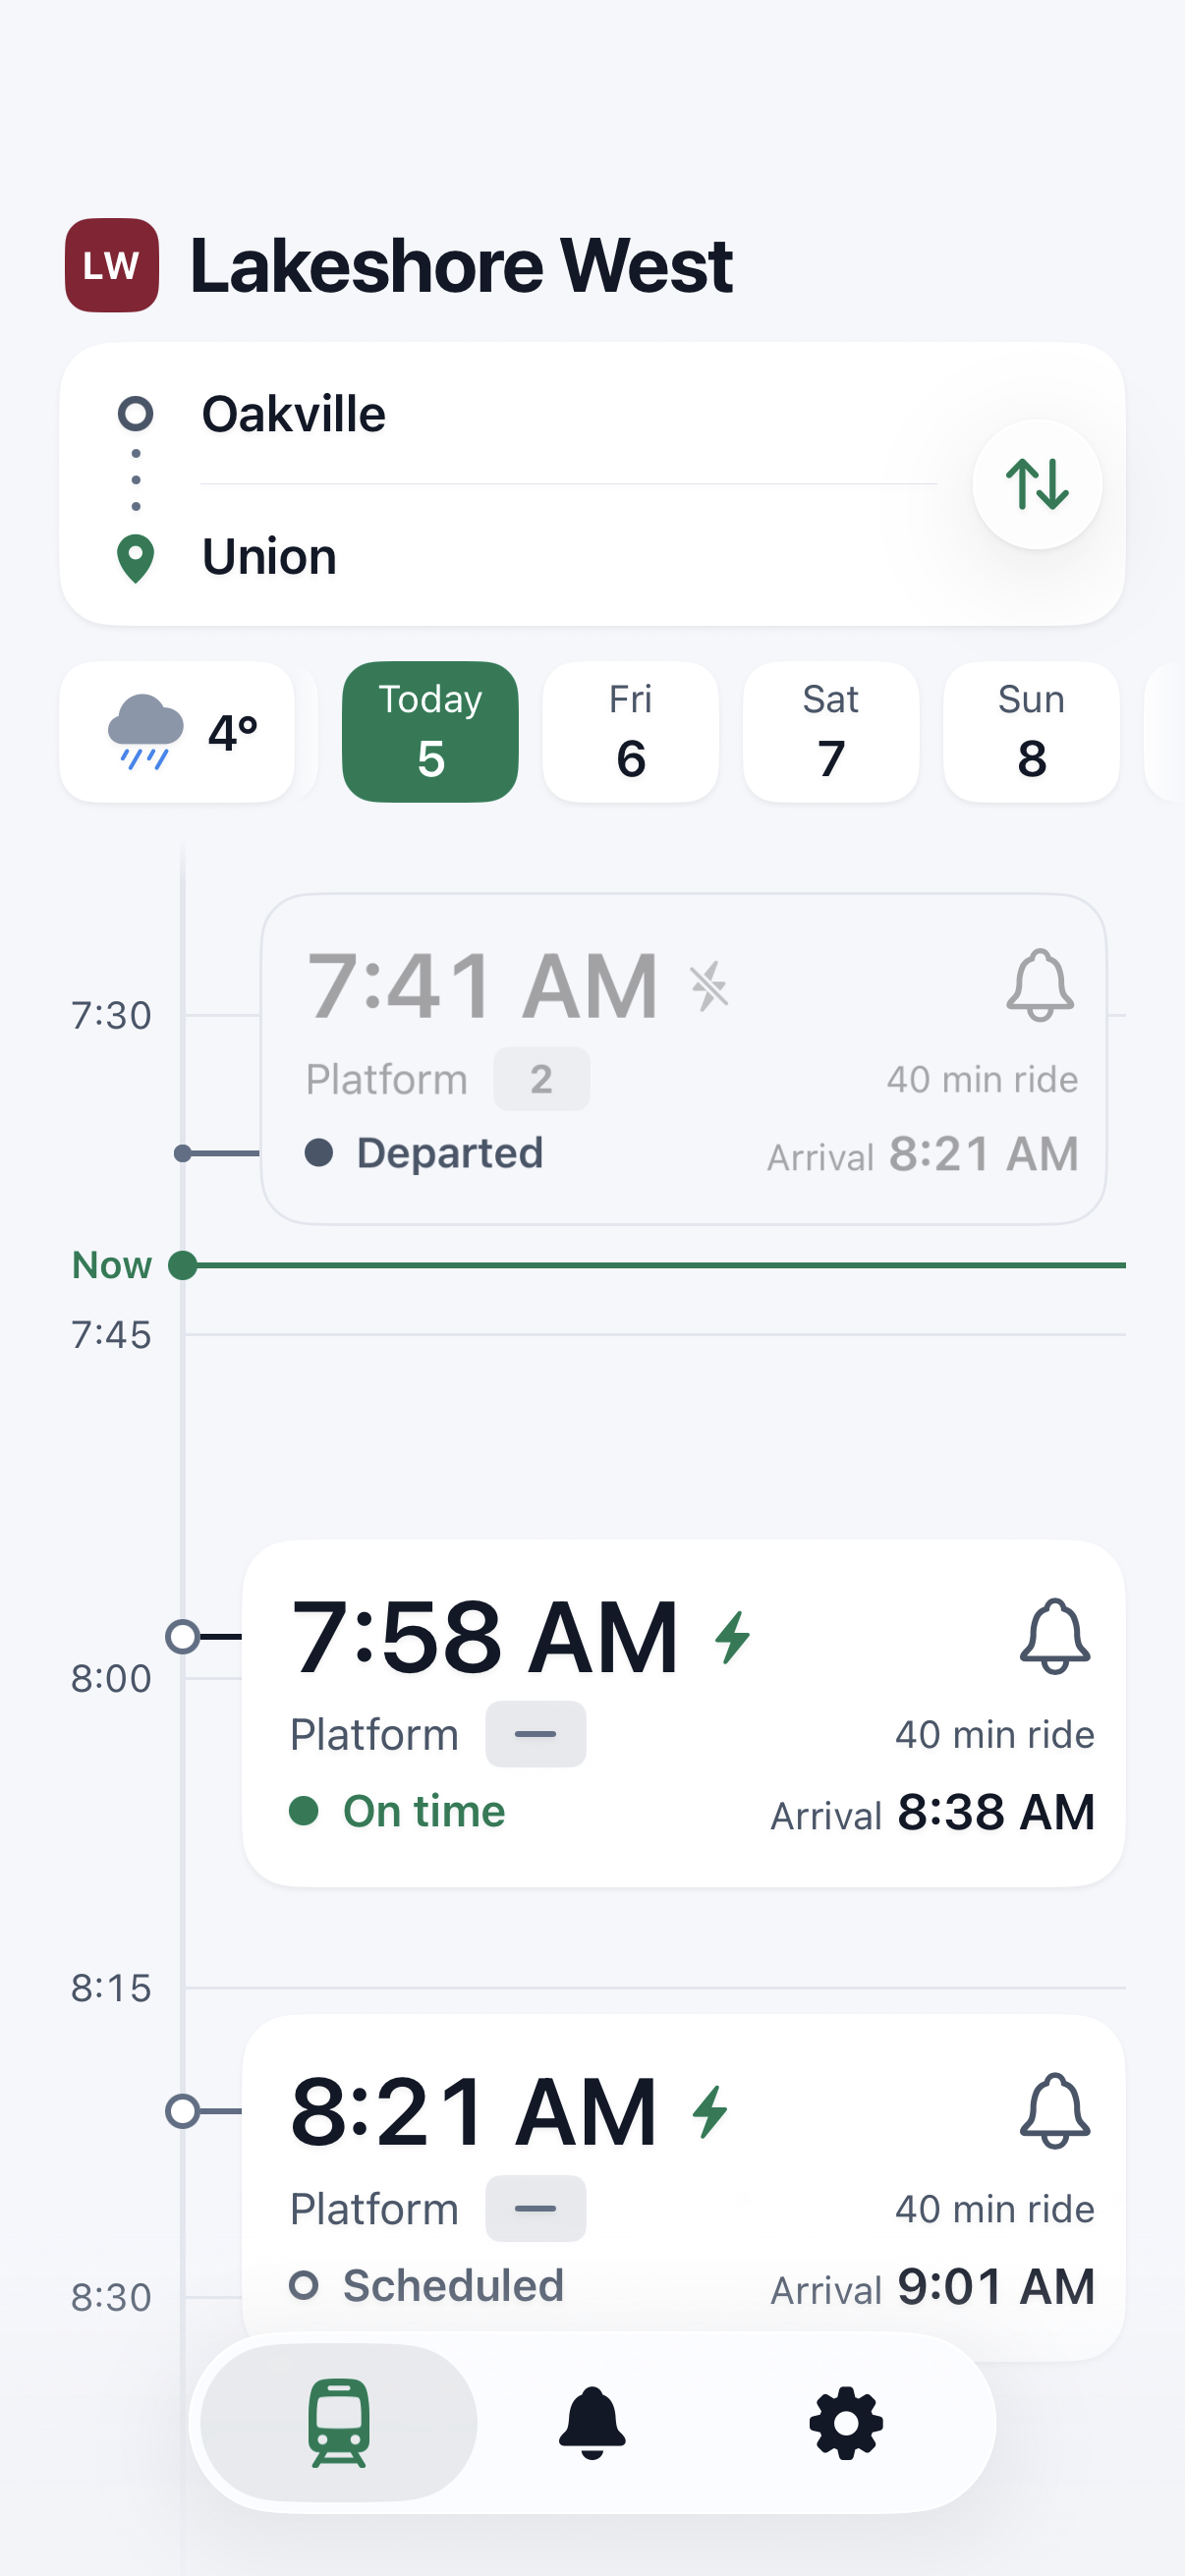 LW Lakeshore West
Oakville
Union
4°
Today
5
Fri
6
Sat
7
Sun
8
7:41 AM
7:30
Platform 2 40 min ride
Departed Arrival 8:21 AM
Now
7:45
7:58 AM
8:00
Platform — 40 min ride
On time Arrival 8:38 AM
8:15
8:21 AM
Platform — 40 min ride
8:30 Scheduled Arrival 9:01 AM